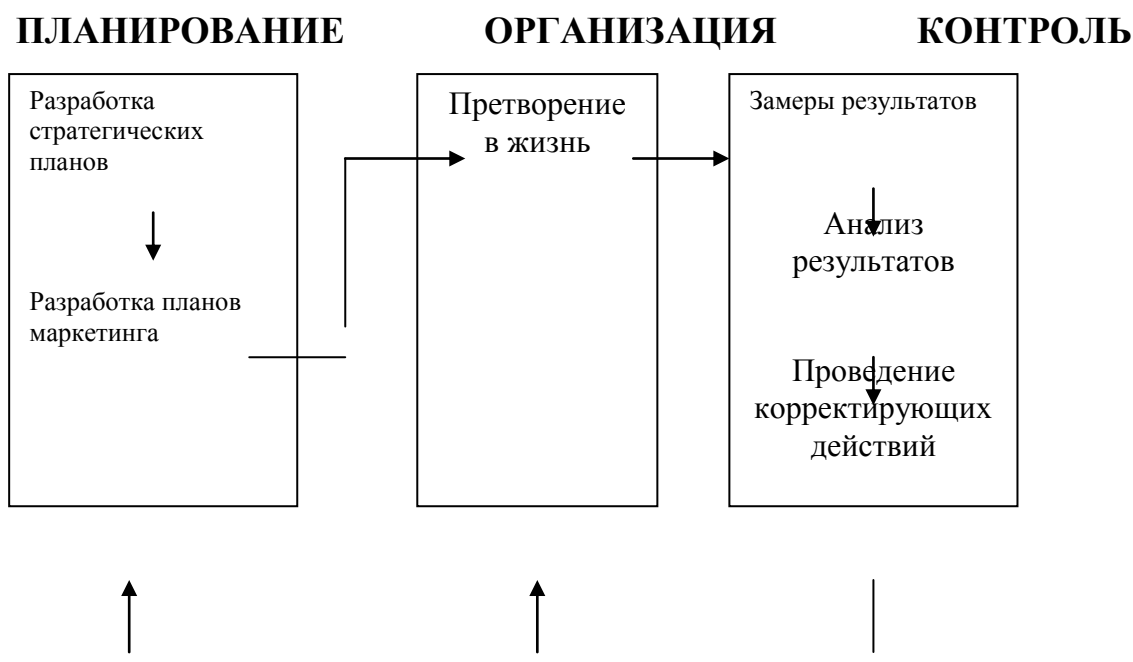 ПЛАНИРОВАНИЕ ОРГАНИЗАЦИЯ КОНТРОЛЬ
Разработка
стратегических
планов
Разработка планов
маркетинга
Претворение
в жизнь
Замеры результатов
Анализ
результатов
Проведение
корректирующих
действий